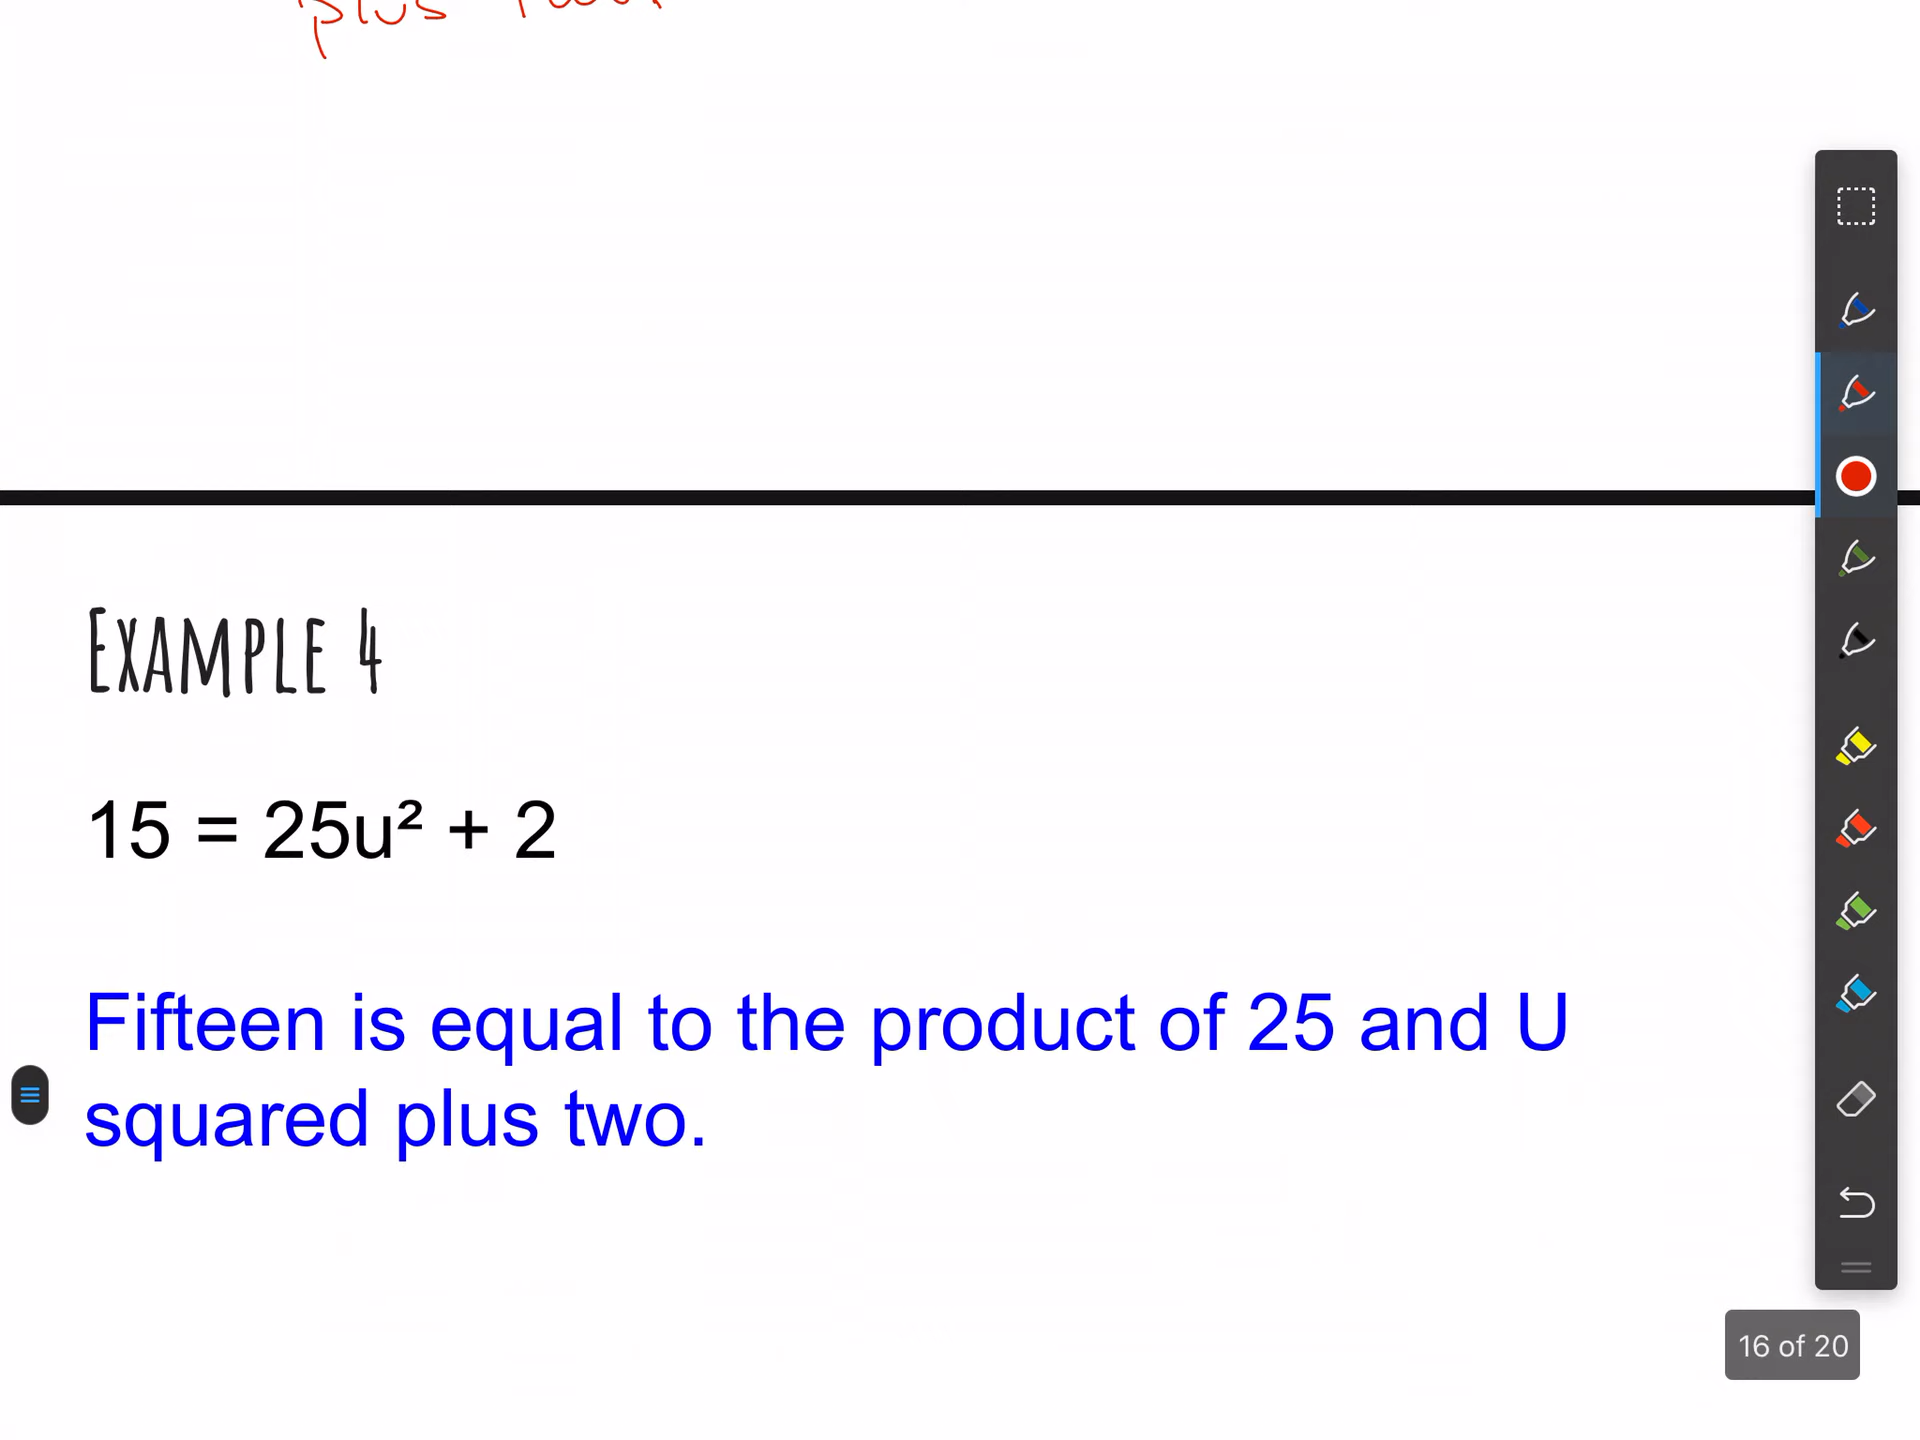 plus
EXAMPLE 4
15 = 25u² + 2
Fifteen is equal to the product of 25 and U
squared plus two.
16 of 20